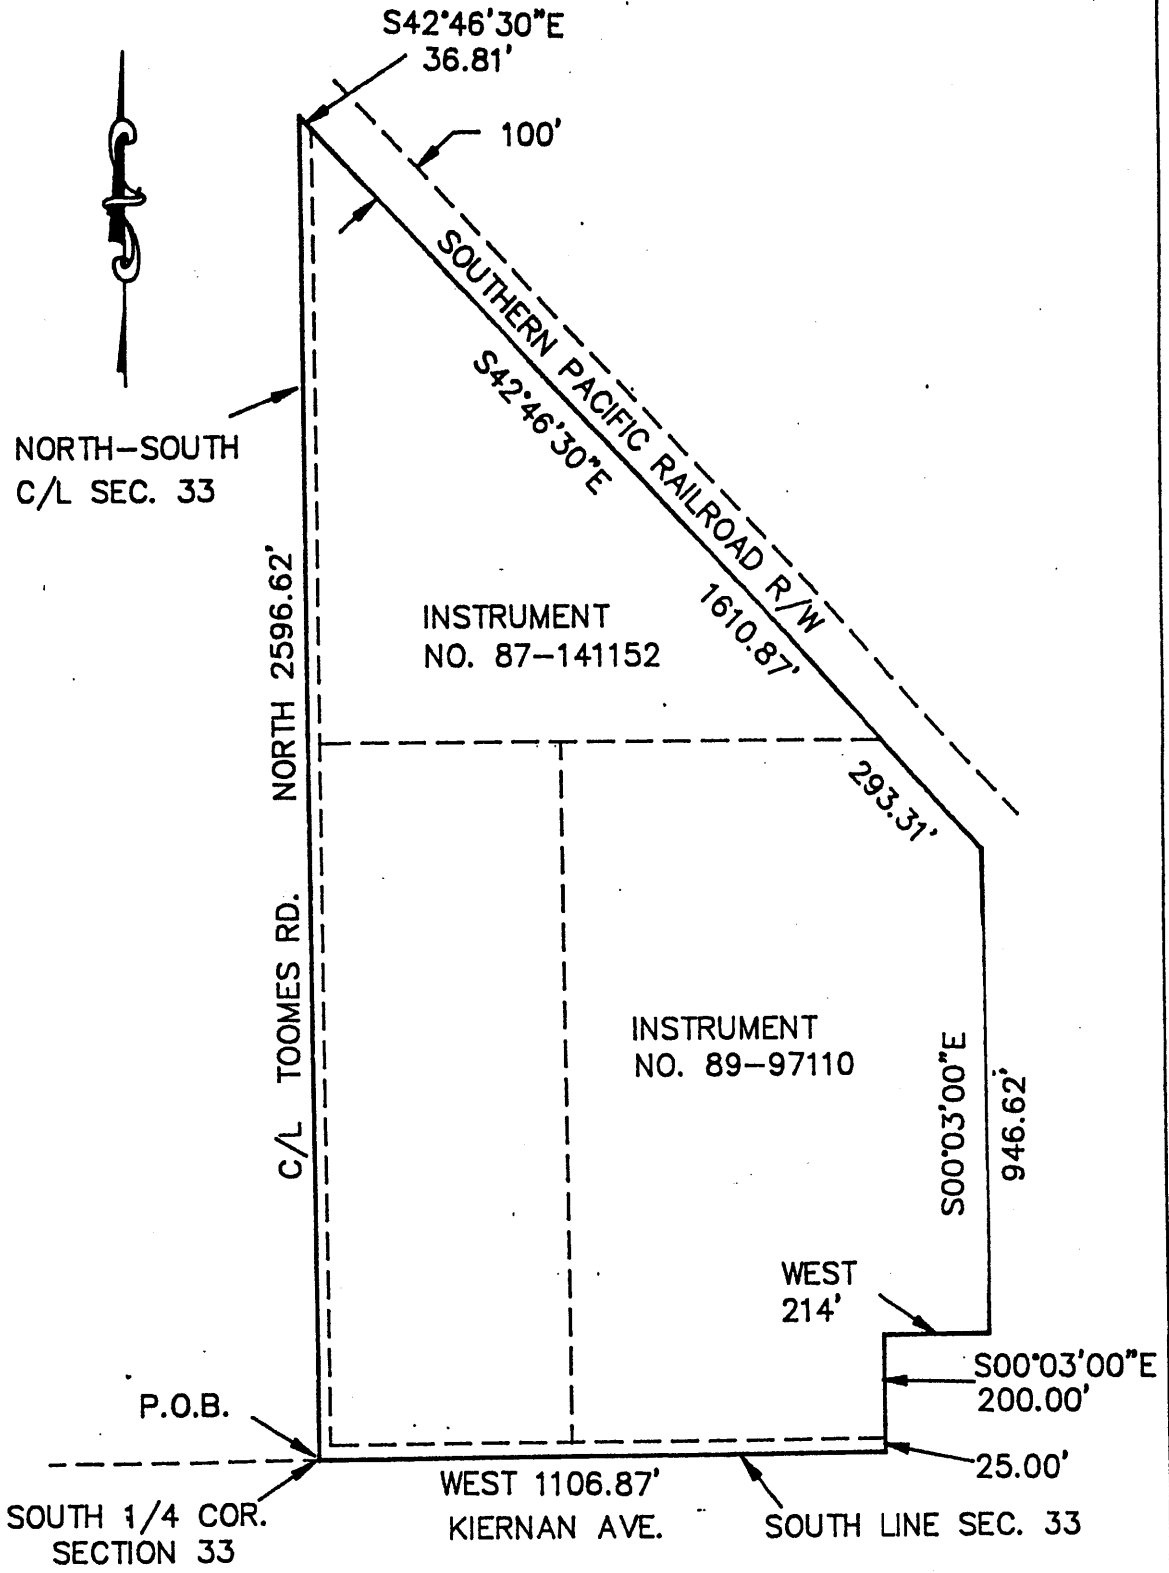 S42°46'30"E
36.81'
100'
SOUTHERN PACIFIC RAILROAD R/W
S42°46'30"E
1610.87'
293.31'
NORTH-SOUTH
C/L SEC. 33
NORTH 2596.62'
C/L TOOMES RD.
INSTRUMENT
NO. 87-141152
INSTRUMENT
NO. 89-97110
S00°03'00"E
946.62'
WEST
214'
S00°03'00"E
200.00'
25.00'
P.O.B.
WEST 1106.87'
KIERNAN AVE.
SOUTH LINE SEC. 33
SOUTH 1/4 COR.
SECTION 33